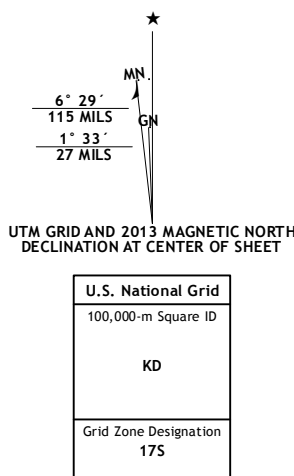 ★
MN
GN
6° 29´
115 MILS
1° 33´
27 MILS
UTM GRID AND 2013 MAGNETIC NORTH
DECLINATION AT CENTER OF SHEET
U.S. National Grid
100,000-m Square ID
KD
Grid Zone Designation
17S